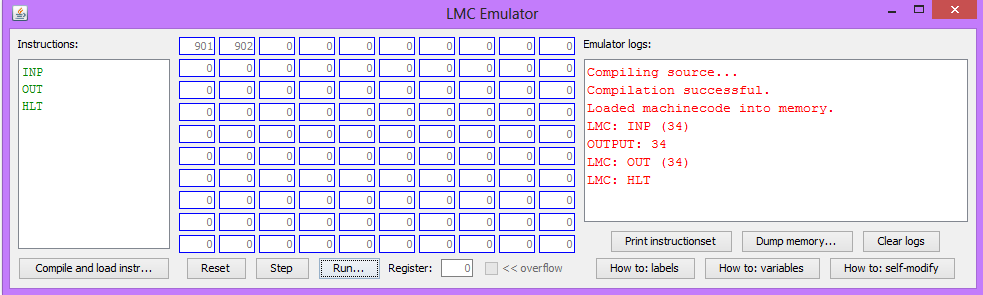 LMC Emulator
Instructions:
INP
OUT
HLT
901 902 0 0 0 0 0 0 0 0
0 0 0 0 0 0 0 0 0 0
0 0 0 0 0 0 0 0 0 0
0 0 0 0 0 0 0 0 0 0
0 0 0 0 0 0 0 0 0 0
0 0 0 0 0 0 0 0 0 0
0 0 0 0 0 0 0 0 0 0
0 0 0 0 0 0 0 0 0 0
0 0 0 0 0 0 0 0 0 0
0 0 0 0 0 0 0 0 0 0
Emulator logs:
Compiling source...
Compilation successful.
Loaded machinecode into memory.
LMC: INP (34)
OUTPUT: 34
LMC: OUT (34)
LMC: HLT
Print instructionset Dump memory... Clear logs
Compile and load instr... Reset Step Run... Register: 0 << overflow How to: labels How to: variables How to: self-modify